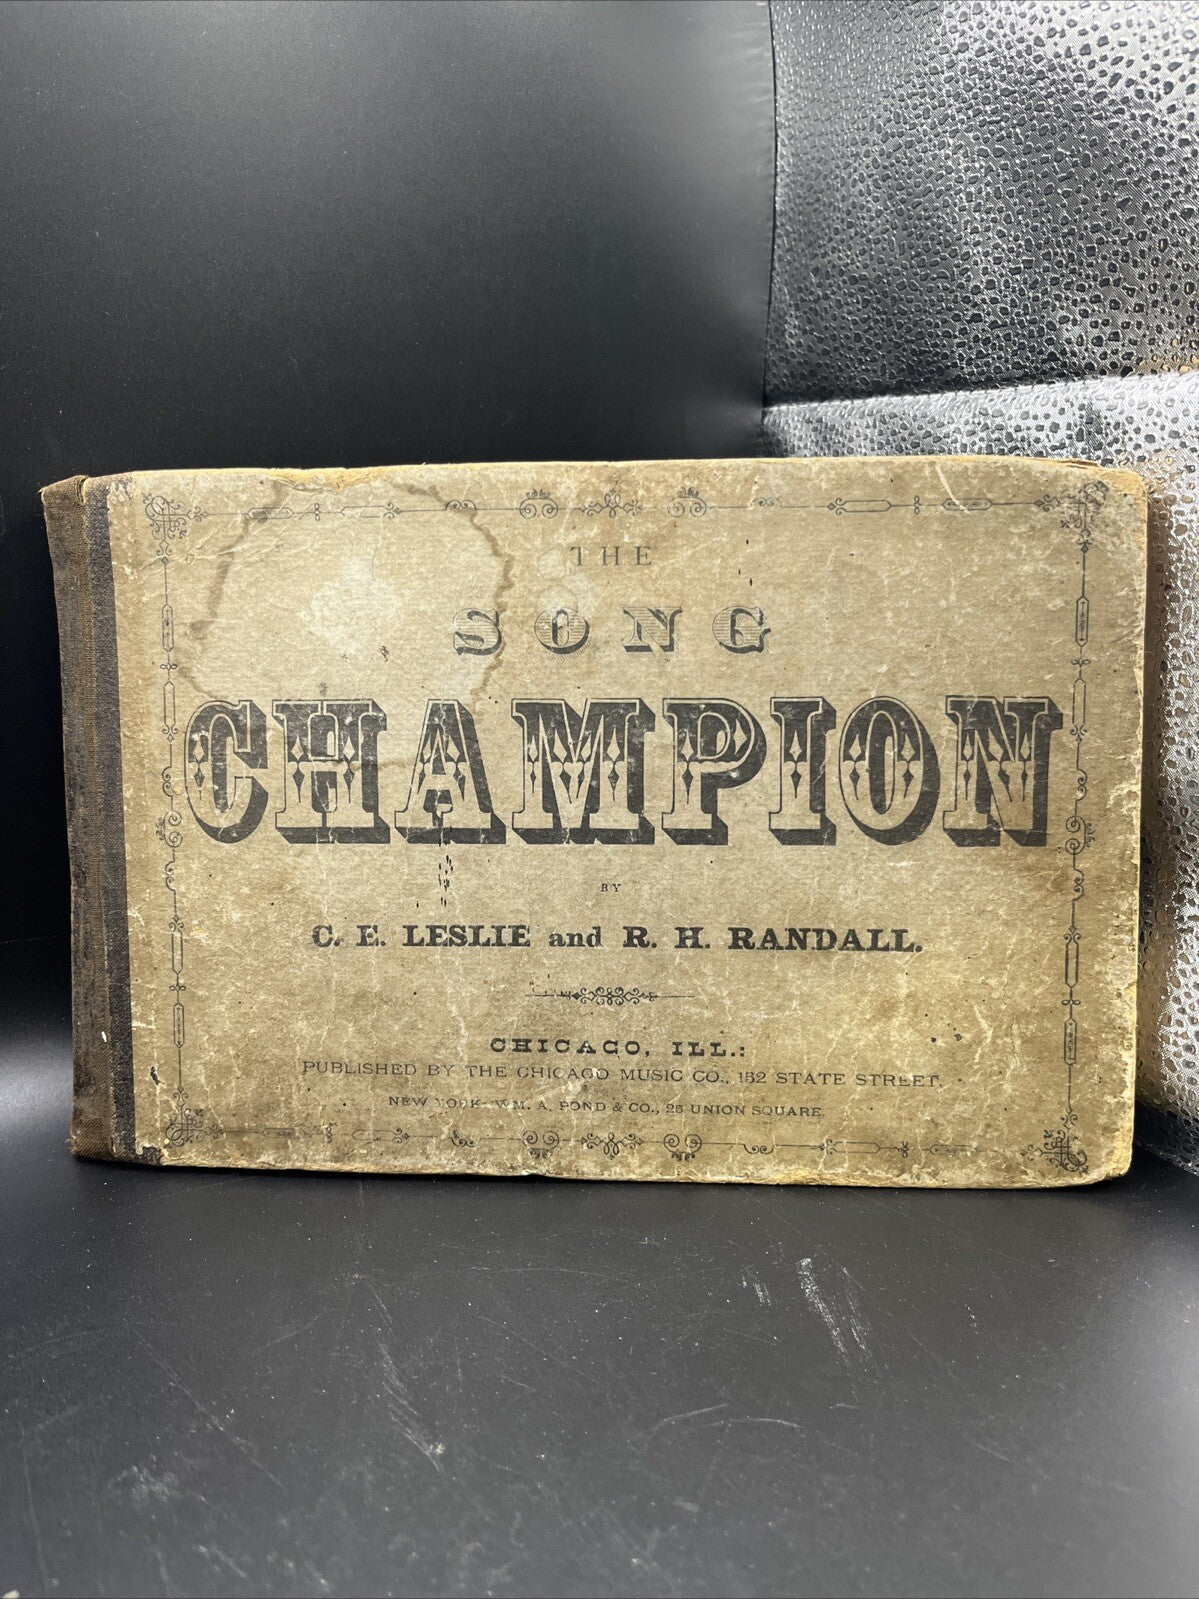 THE
SONG
CHAMPION
BY
C. E. LESLIE and R. H. RANDALL.
CHICAGO, ILL.:
PUBLISHED BY THE CHICAGO MUSIC CO., 152 STATE STREET.
NEW YORK: WM. A. POND & CO., 25 UNION SQUARE.